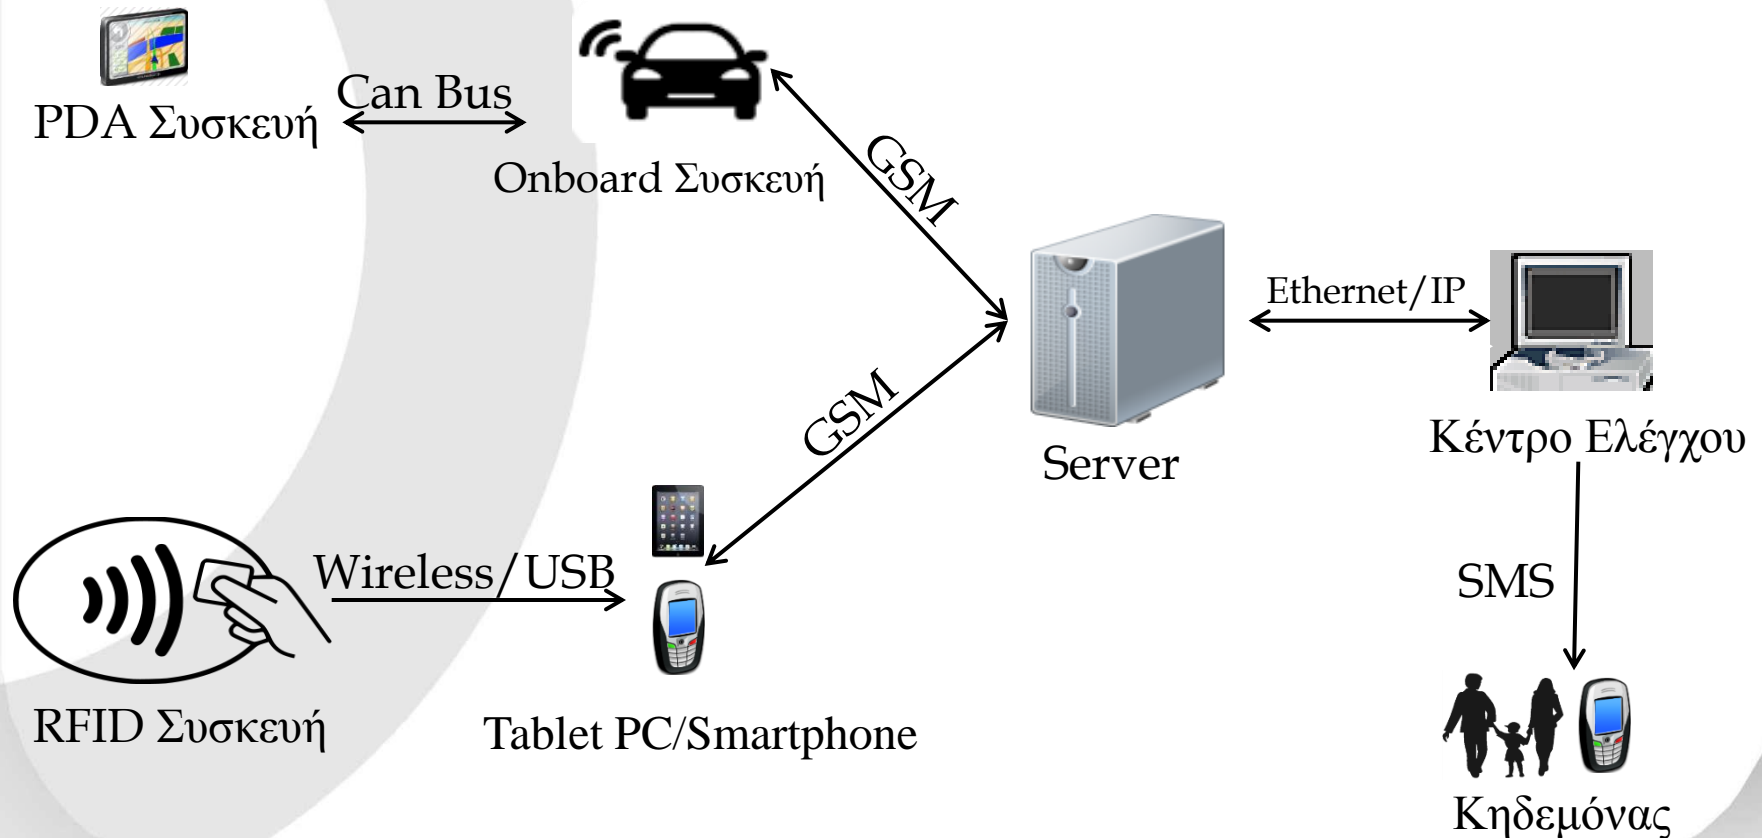 Can Bus
PDA Συσκευή
Onboard Συσκευή
GSM
Ethernet/IP
GSM
Κέντρο Ελέγχου
Server
Wireless/USB
SMS
RFID Συσκευή
Tablet PC/Smartphone
Κηδεμόνας